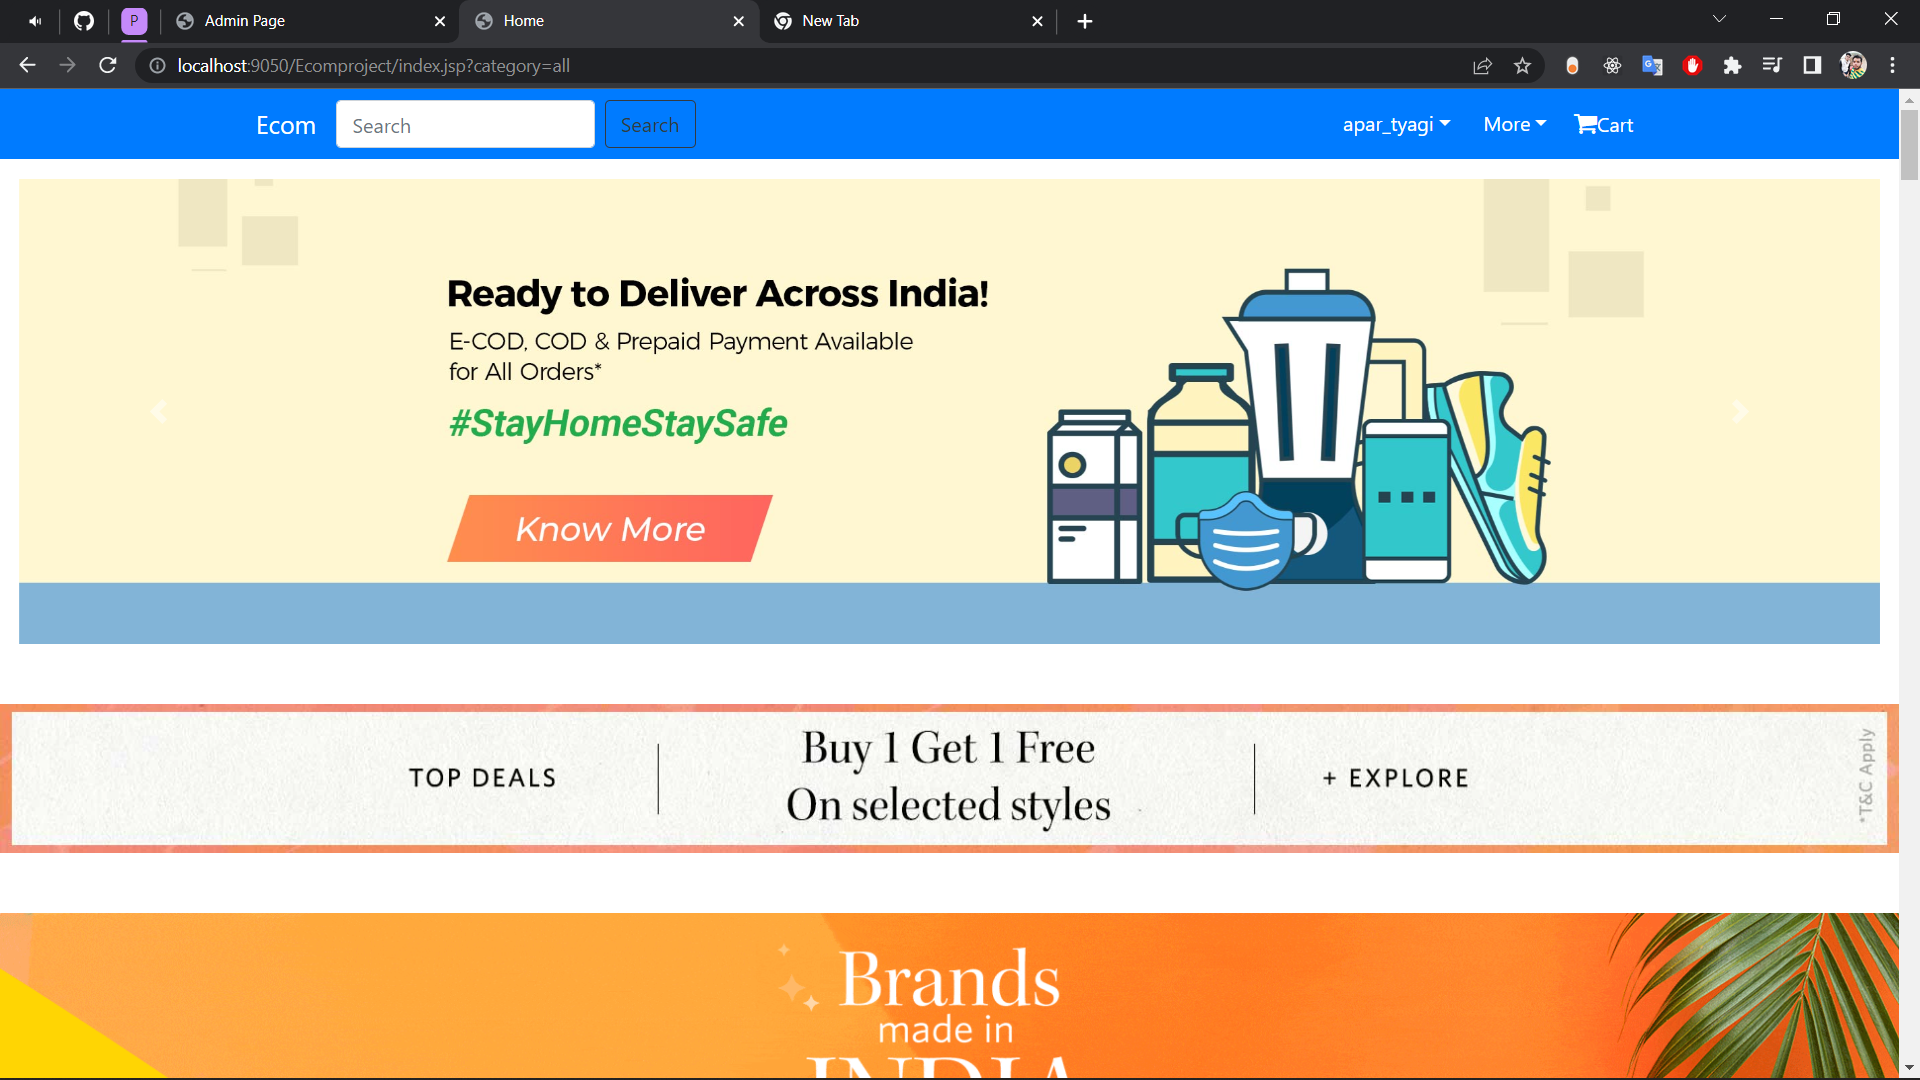 P
Admin Page
Home
New Tab
localhost:9050/Ecomproject/index.jsp?category=all
Ecom
Search
Search
apar_tyagi
More
Cart
Ready to Deliver Across India!
E-COD, COD & Prepaid Payment Available
for All Orders*
#StayHomeStaySafe
Know More
TOP DEALS
Buy 1 Get 1 Free
On selected styles
+ EXPLORE
*T&C Apply
Brands
made in
INDIA